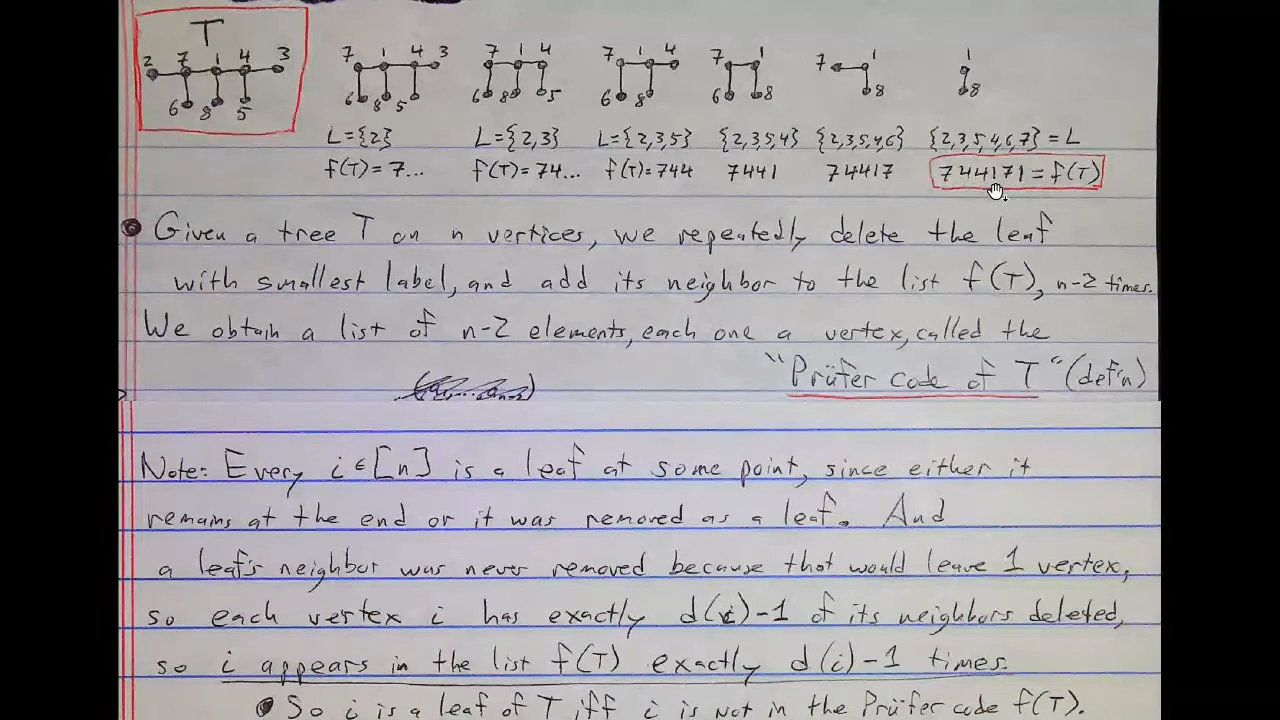 T
2 7 1 4 3
6 8 5
7 1 4 3
6 8 5
7 1 4
6 8 5
7 1 4
6 8
7 1
6 8
7 1
8
1
8
L={2} L={2,3} L={2,3,5} {2,3,5,4} {2,3,5,4,6} {2,3,5,4,6,7} = L
f(T)=7... f(T)=74... f(T)=744 7441 74417 744171 = f(T)
Given a tree T on n vertices, we repeatedly delete the leaf
with smallest label, and add its neighbor to the list f(T), n-2 times.
We obtain a list of n-2 elements, each one a vertex, called the
"Prüfer code of T" (def'n)
Note: Every i ∈ [n] is a leaf at some point, since either it
remains at the end or it was removed as a leaf. And
a leaf's neighbor was never removed because that would leave 1 vertex,
so each vertex i has exactly d(i)-1 of its neighbors deleted,
so i appears in the list f(T) exactly d(i)-1 times.
So i is a leaf of T iff i is not in the Prüfer code f(T).